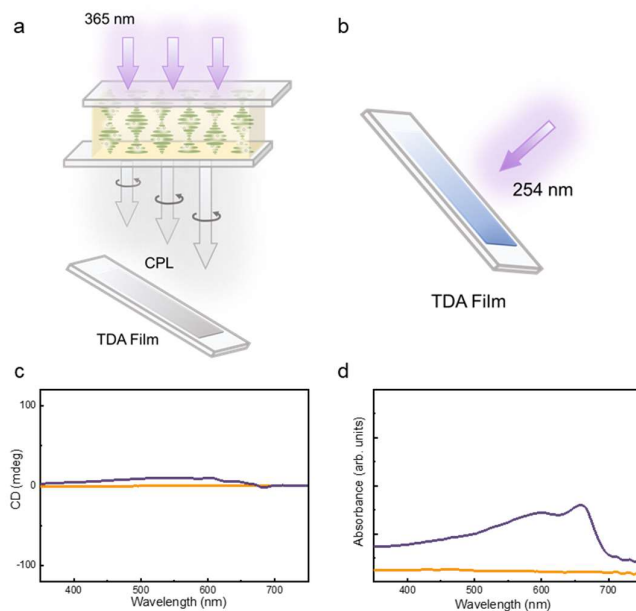 a
365 nm
CPL
TDA Film
b
254 nm
TDA Film
c
CD (mdeg)
100
0
-100
400
500
600
700
Wavelength (nm)
d
Absorbance (arb. units)
400
500
600
700
Wavelength (nm)